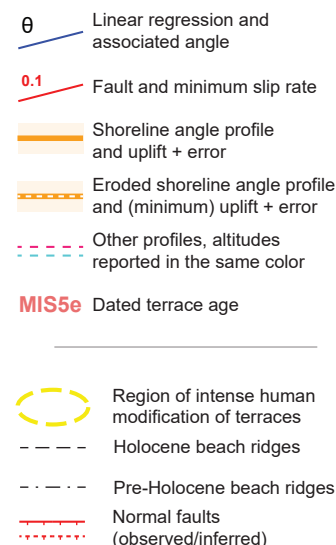 θ
Linear regression and
associated angle
0.1
Fault and minimum slip rate
Shoreline angle profile
and uplift + error
Eroded shoreline angle profile
and (minimum) uplift + error
Other profiles, altitudes
reported in the same color
MIS5e Dated terrace age
Region of intense human
modification of terraces
Holocene beach ridges
Pre-Holocene beach ridges
Normal faults
(observed/inferred)